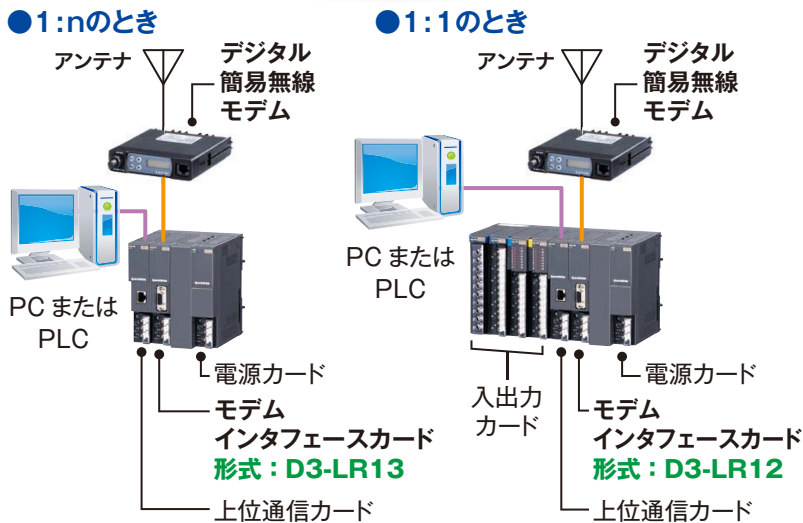 ●1:nのとき
アンテナ
デジタル
簡易無線
モデム
PC または
PLC
電源カード
モデム
インタフェースカード
形式：D3-LR13
上位通信カード
●1:1のとき
アンテナ
デジタル
簡易無線
モデム
PC または
PLC
入出力
カード
電源カード
モデム
インタフェースカード
形式：D3-LR12
上位通信カード